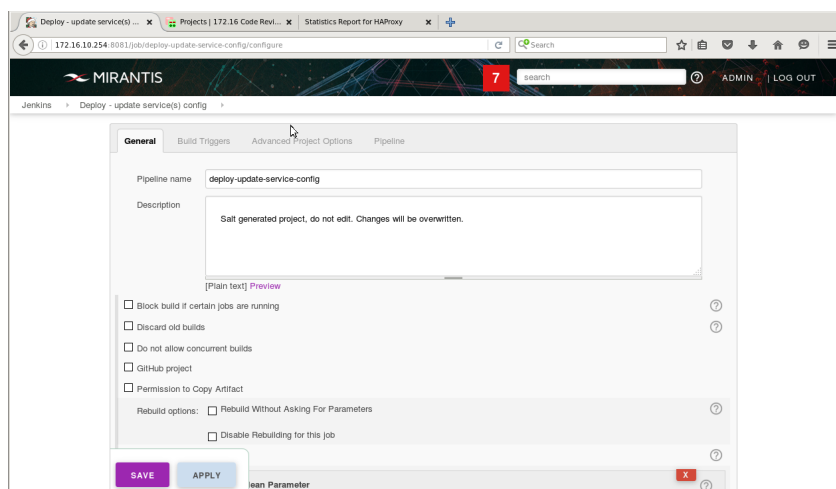 Deploy - update service(s) ... x
Projects | 172.16 Code Revi... x
Statistics Report for HAProxy x
172.16.10.254:8081/job/deploy-update-service-config/configure
Search
MIRANTIS
7
search
ADMIN
| LOG OUT
Jenkins
Deploy - update service(s) config
General
Build Triggers
Advanced Project Options
Pipeline
Pipeline name
deploy-update-service-config
Description
Salt generated project, do not edit. Changes will be overwritten.
[Plain text] Preview
Block build if certain jobs are running
Discard old builds
Do not allow concurrent builds
GitHub project
Permission to Copy Artifact
Rebuild options:
Rebuild Without Asking For Parameters
Disable Rebuilding for this job
SAVE
APPLY
lean Parameter
X